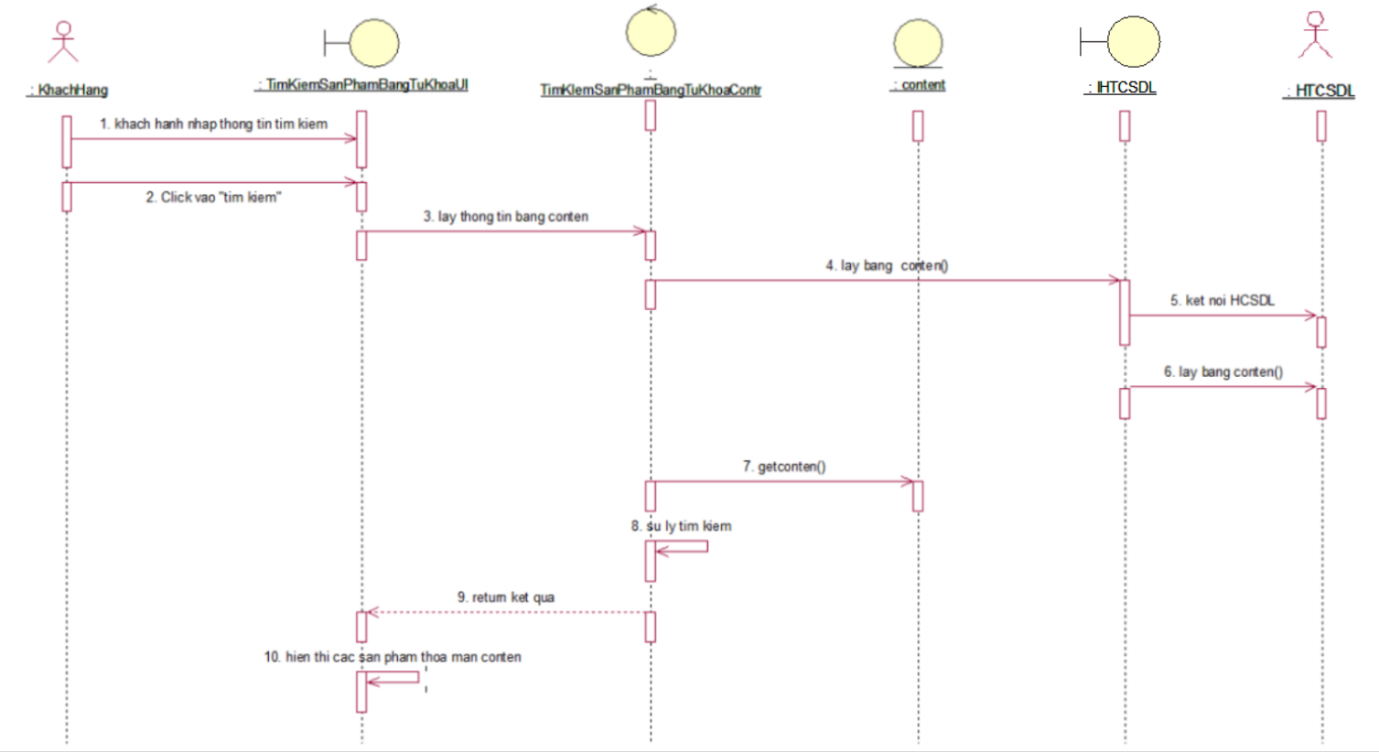 : KhachHang
: TimKiemSanPhamBangTuKhoaUI
:
TimKIemSanPhamBangTuKhoaContr
: content
: IHTCSDL
: HTCSDL
1. khach hanh nhap thong tin tim kiem
2. Click vao "tim kiem"
3. lay thong tin bang conten
4. lay bang conten()
5. ket noi HCSDL
6. lay bang conten()
7. getconten()
8. su ly tim kiem
9. return ket qua
10. hien thi cac san pham thoa man conten